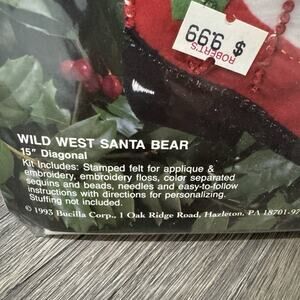 ROBERT'S
$ 9.99
WILD WEST SANTA BEAR
15" Diagonal
Kit Includes: Stamped felt for applique &
embroidery, embroidery floss, color separated
sequins and beads, needles and easy-to-follow
instructions with directions for personalizing.
Stuffing not included.
© 1993 Bucilla Corp., 1 Oak Ridge Road, Hazleton, PA 18701-97